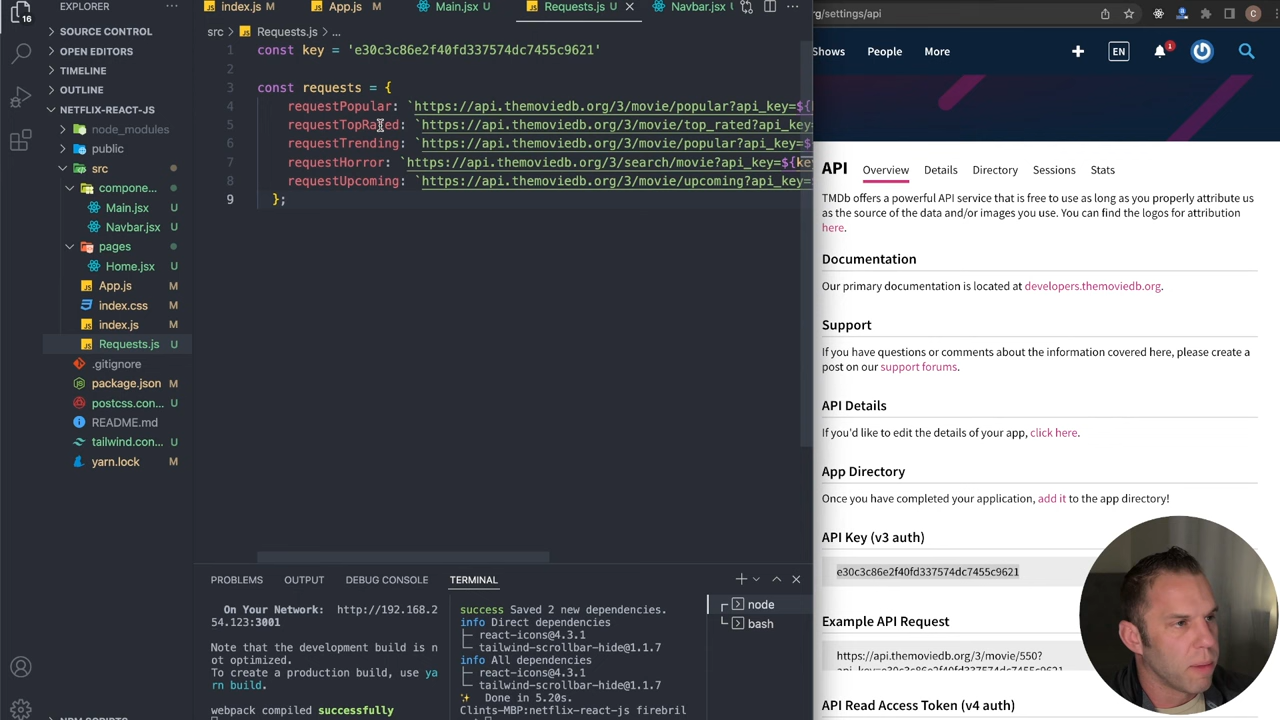 EXPLORER
SOURCE CONTROL
OPEN EDITORS
TIMELINE
OUTLINE
NETFLIX-REACT-JS
node_modules
public
src
compone...
Main.jsx U
Navbar.jsx U
pages
Home.jsx U
App.js M
index.css M
index.js M
Requests.js U
.gitignore
package.json M
postcss.con... U
README.md
tailwind.con... U
yarn.lock M
16
index.js M App.js M Main.jsx U Requests.js U Navbar.jsx U
src > Requests.js > ...
1 const key = 'e30c3c86e2f40fd337574dc7455c9621'
2
3 const requests = {
4 requestPopular: `https://api.themoviedb.org/3/movie/popular?api_key=${
5 requestTopRated: `https://api.themoviedb.org/3/movie/top_rated?api_key
6 requestTrending: `https://api.themoviedb.org/3/movie/popular?api_key=$
7 requestHorror: `https://api.themoviedb.org/3/search/movie?api_key=${ke
8 requestUpcoming: `https://api.themoviedb.org/3/movie/upcoming?api_key=
9 };
PROBLEMS OUTPUT DEBUG CONSOLE TERMINAL
On Your Network: http://192.168.2
54.123:3001
Note that the development build is n
ot optimized.
To create a production build, use ya
rn build.
webpack compiled successfully
success Saved 2 new dependencies.
info Direct dependencies
├─ react-icons@4.3.1
└─ tailwind-scrollbar-hide@1.1.7
info All dependencies
├─ react-icons@4.3.1
└─ tailwind-scrollbar-hide@1.1.7
✨ Done in 5.20s.
Clints-MBP:netflix-react-js firebril
node
bash
org/settings/api
C
Shows People More
EN
1
API Overview Details Directory Sessions Stats
TMDb offers a powerful API service that is free to use as long as you properly attribute us
as the source of the data and/or images you use. You can find the logos for attribution
here.
Documentation
Our primary documentation is located at developers.themoviedb.org.
Support
If you have questions or comments about the information covered here, please create a
post on our support forums.
API Details
If you'd like to edit the details of your app, click here.
App Directory
Once you have completed your application, add it to the app directory!
API Key (v3 auth)
e30c3c86e2f40fd337574dc7455c9621
Example API Request
https://api.themoviedb.org/3/movie/550?
api_key=e30c3c86e2f40fd337574dc7455c9621
API Read Access Token (v4 auth)